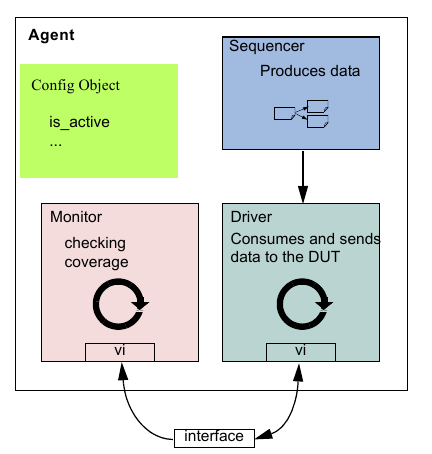 Agent
Sequencer
Produces data
Config Object
is_active
...
Monitor
checking
coverage
vi
Driver
Consumes and sends
data to the DUT
vi
interface